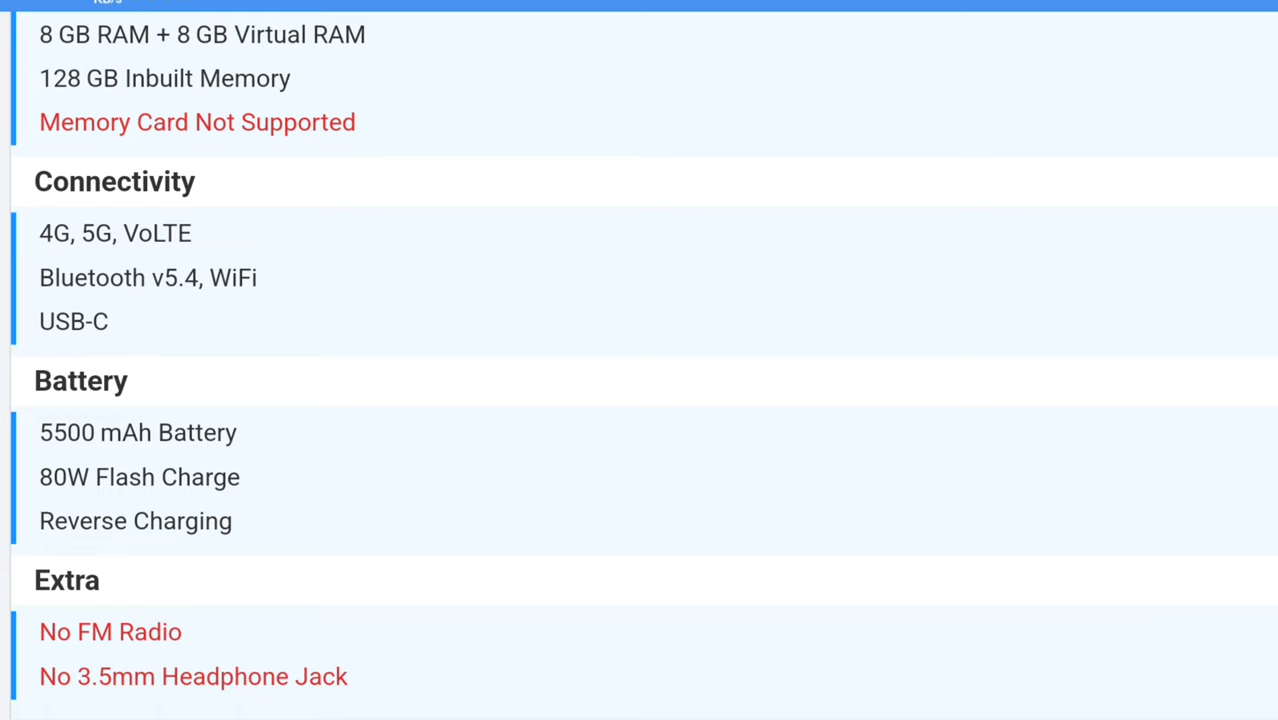 KB/s
8 GB RAM + 8 GB Virtual RAM
128 GB Inbuilt Memory
Memory Card Not Supported
Connectivity
4G, 5G, VoLTE
Bluetooth v5.4, WiFi
USB-C
Battery
5500 mAh Battery
80W Flash Charge
Reverse Charging
Extra
No FM Radio
No 3.5mm Headphone Jack